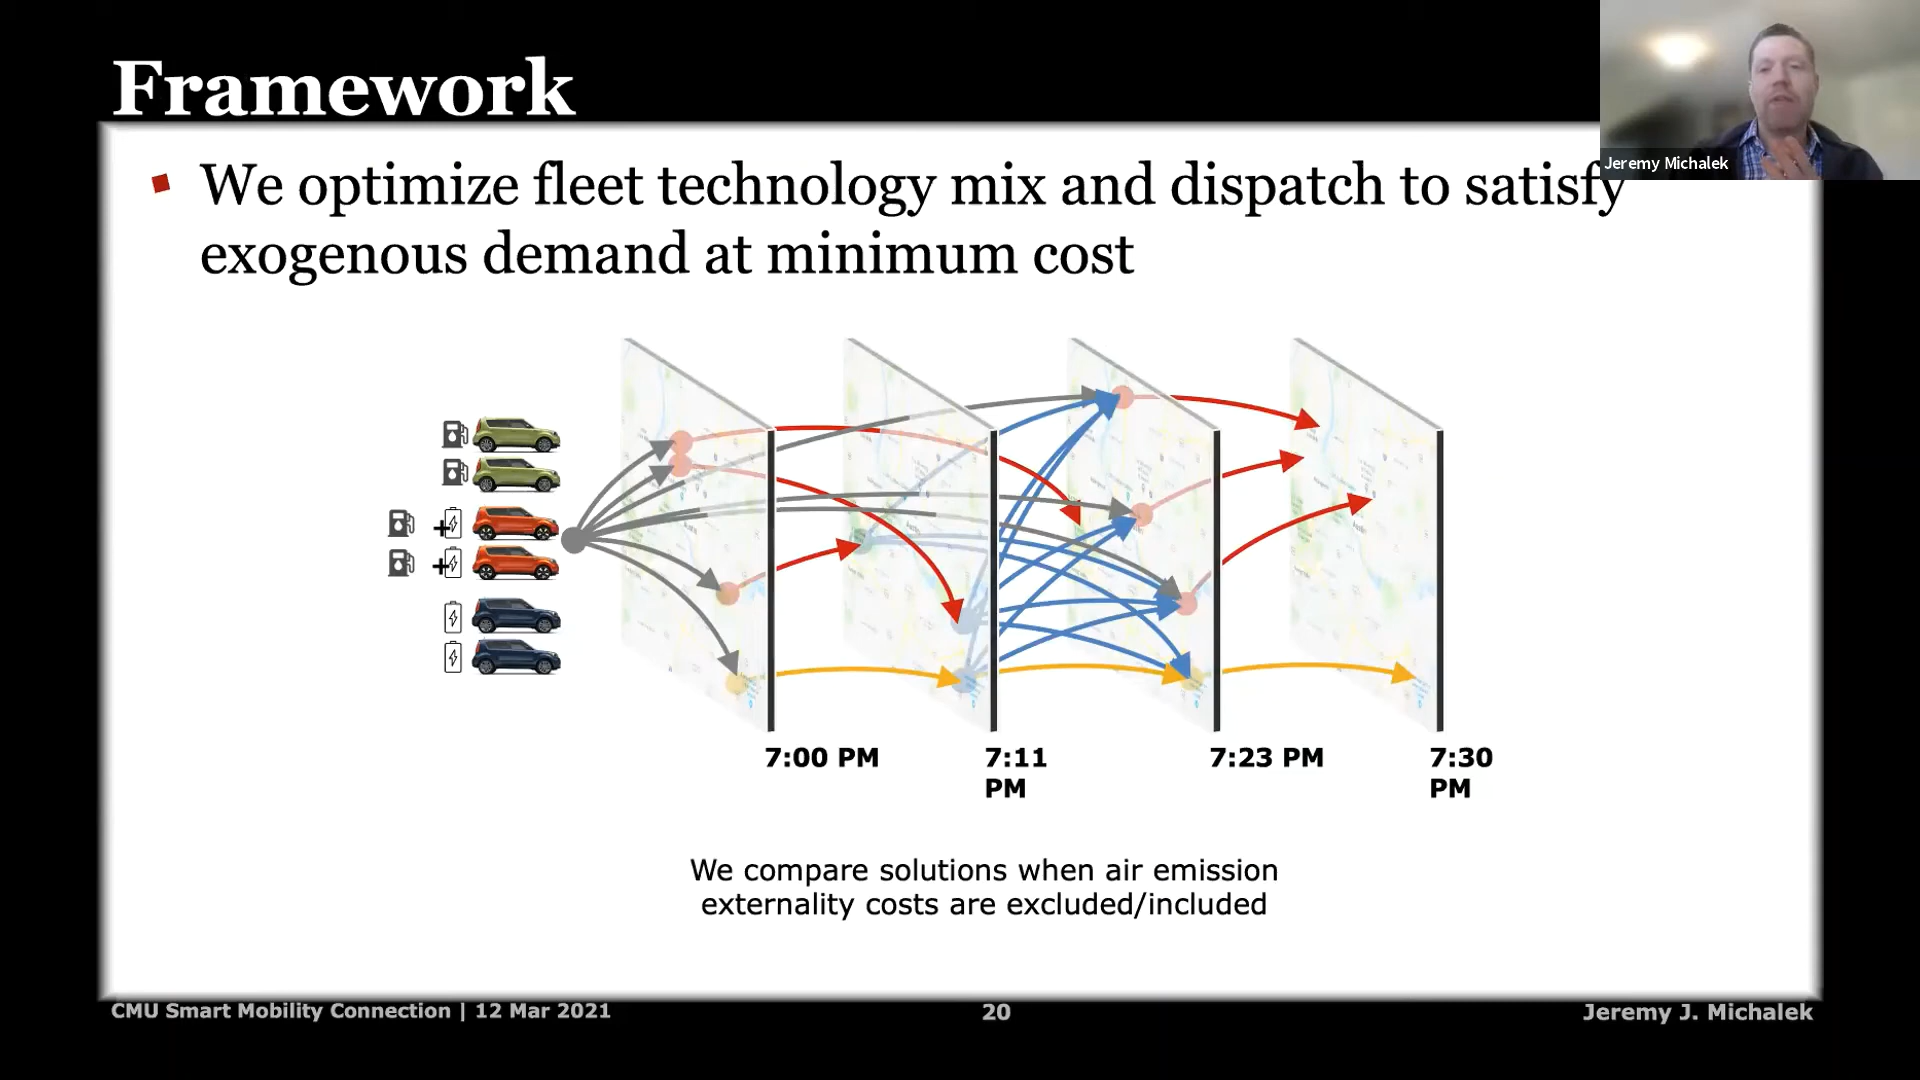 Framework
Jeremy Michalek
We optimize fleet technology mix and dispatch to satisfy
exogenous demand at minimum cost
7:00 PM
7:11
PM
7:23 PM
7:30
PM
We compare solutions when air emission
externality costs are excluded/included
CMU Smart Mobility Connection | 12 Mar 2021
20
Jeremy J. Michalek